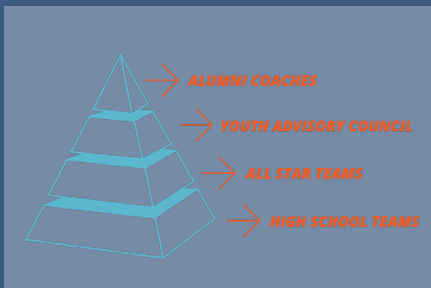 ALUMNI COACHES
YOUTH ADVISORY COUNCIL
ALL STAR TEAMS
HIGH SCHOOL TEAMS